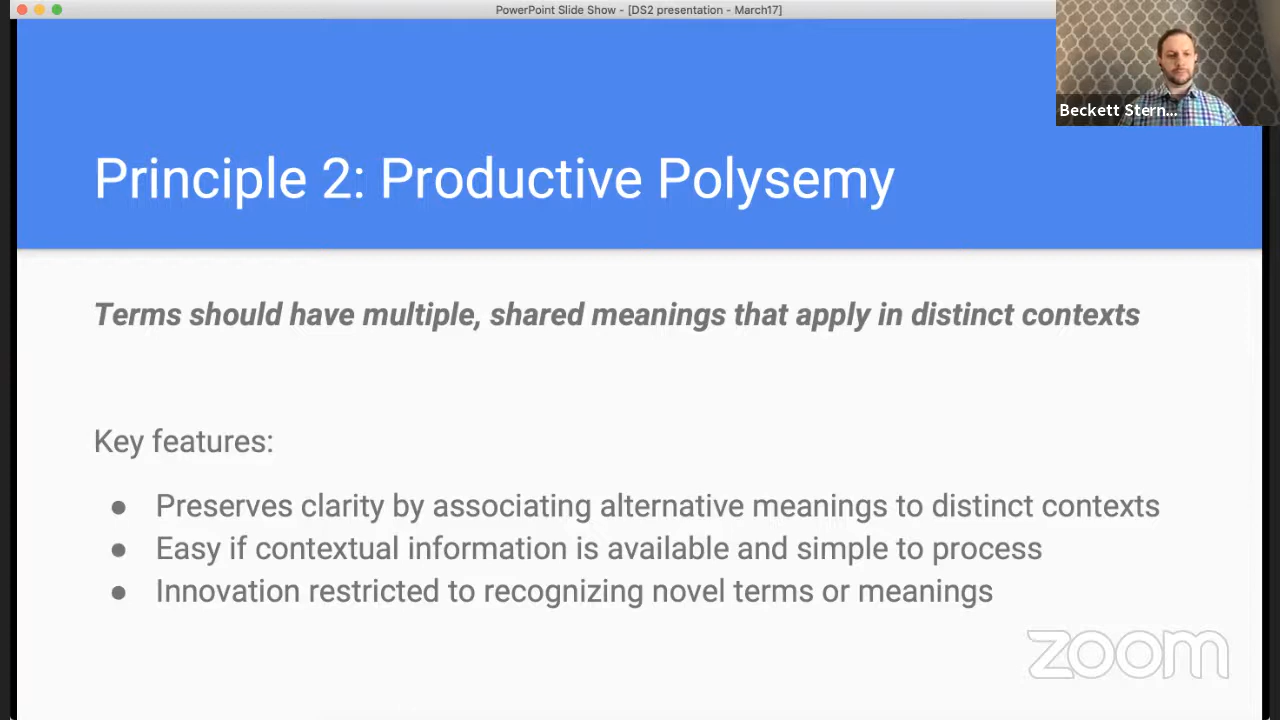 PowerPoint Slide Show - [DS2 presentation - March17]
Beckett Stern...
Principle 2: Productive Polysemy
Terms should have multiple, shared meanings that apply in distinct contexts
Key features:
● Preserves clarity by associating alternative meanings to distinct contexts
● Easy if contextual information is available and simple to process
● Innovation restricted to recognizing novel terms or meanings
zoom